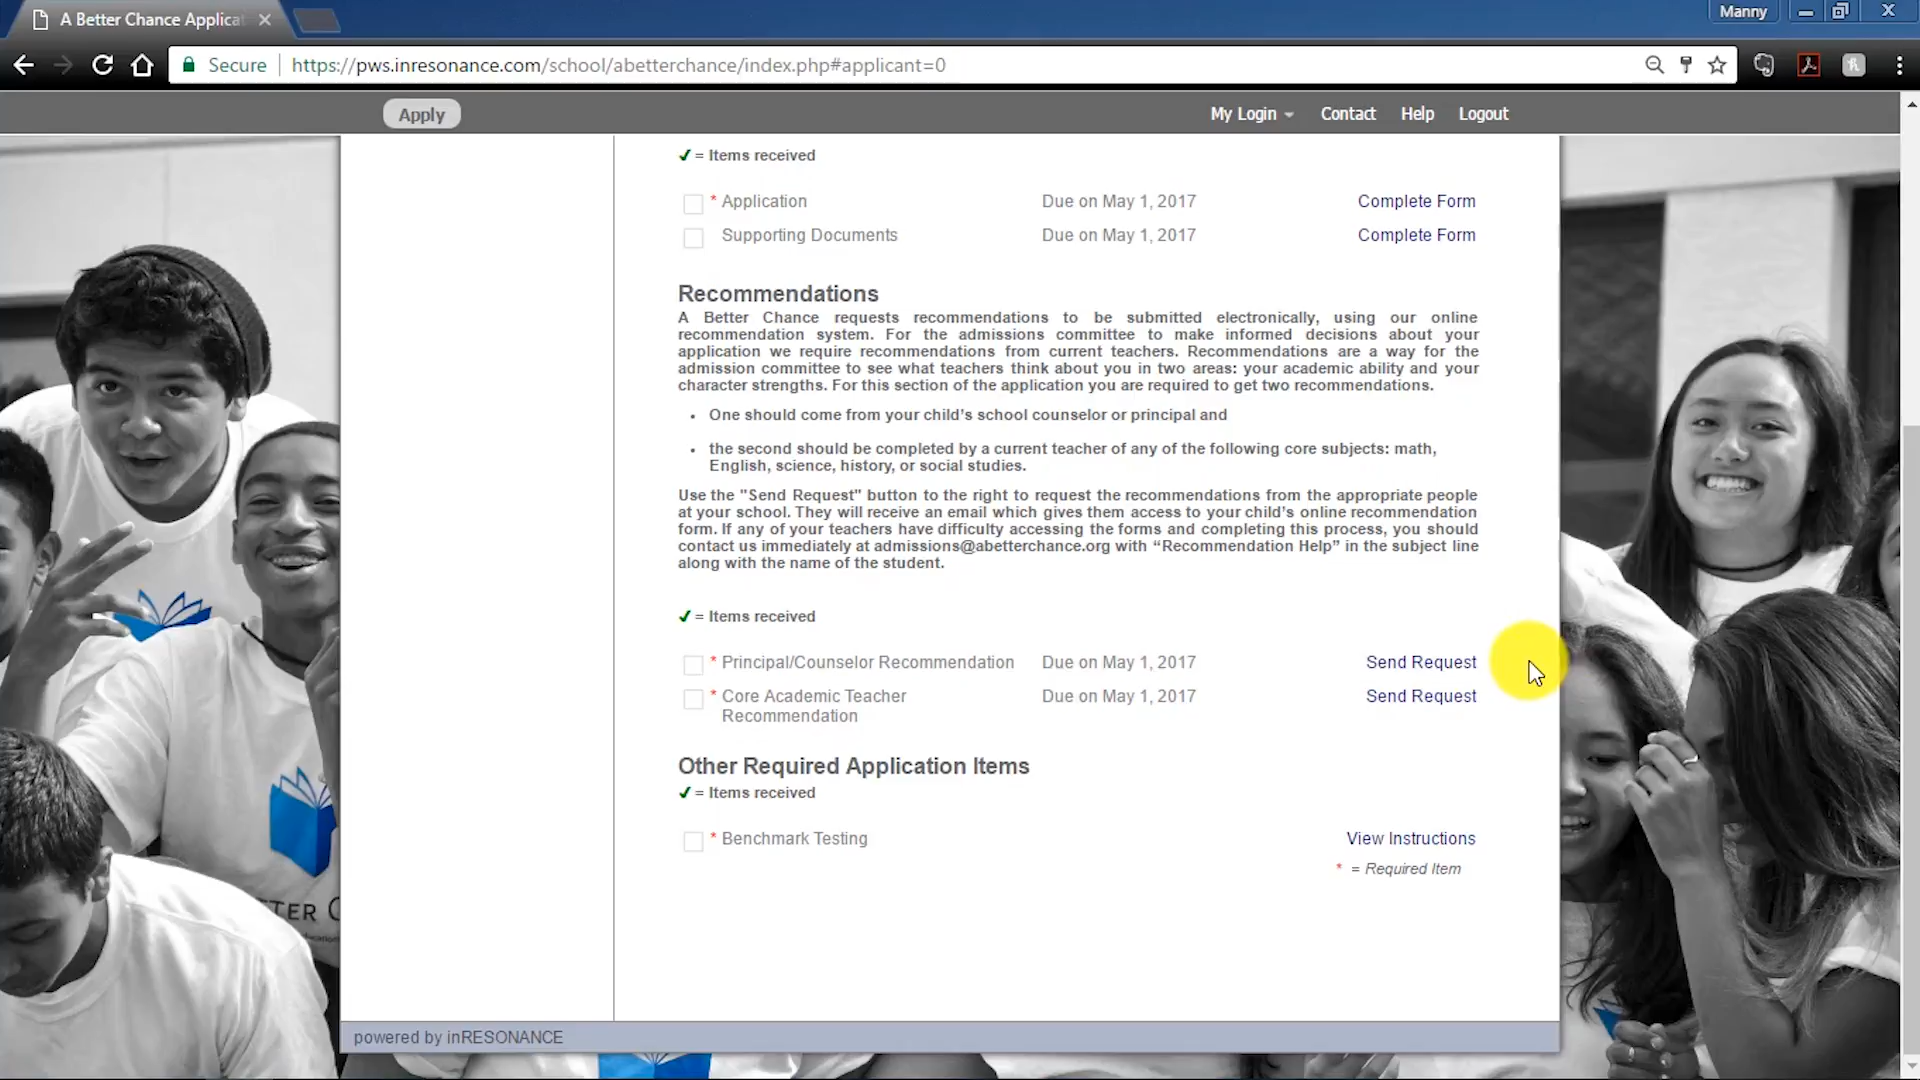 A Better Chance Applica
Manny
Secure https://pws.inresonance.com/school/abetterchance/index.php#applicant=0
Apply
My Login Contact Help Logout
✓ = Items received
* Application Due on May 1, 2017 Complete Form
Supporting Documents Due on May 1, 2017 Complete Form
Recommendations
A Better Chance requests recommendations to be submitted electronically, using our online
recommendation system. For the admissions committee to make informed decisions about your
application we require recommendations from current teachers. Recommendations are a way for the
admission committee to see what teachers think about you in two areas: your academic ability and your
character strengths. For this section of the application you are required to get two recommendations.
• One should come from your child's school counselor or principal and
• the second should be completed by a current teacher of any of the following core subjects: math,
English, science, history, or social studies.
Use the "Send Request" button to the right to request the recommendations from the appropriate people
at your school. They will receive an email which gives them access to your child's online recommendation
form. If any of your teachers have difficulty accessing the forms and completing this process, you should
contact us immediately at admissions@abetterchance.org with “Recommendation Help” in the subject line
along with the name of the student.
✓ = Items received
* Principal/Counselor Recommendation Due on May 1, 2017 Send Request
* Core Academic Teacher Due on May 1, 2017 Send Request
Recommendation
Other Required Application Items
✓ = Items received
* Benchmark Testing View Instructions
* = Required Item
powered by inRESONANCE